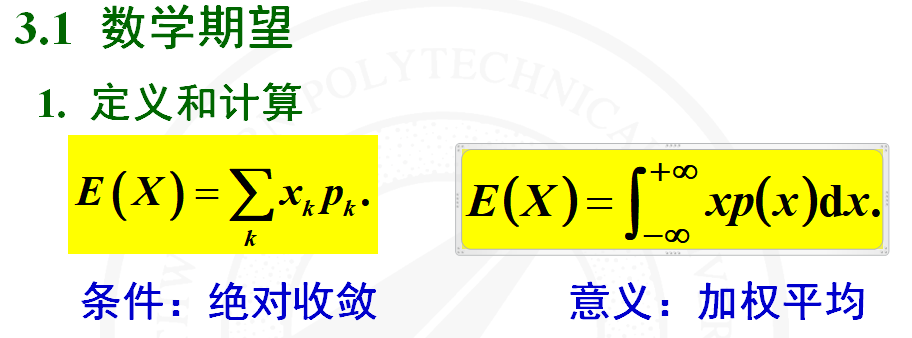 3.1 数学期望
1. 定义和计算
E(X)=∑_k x_k p_k.
E(X)=∫_{-∞}^{+∞} xp(x)dx.
条件：绝对收敛
意义：加权平均
POLYTECHNICA